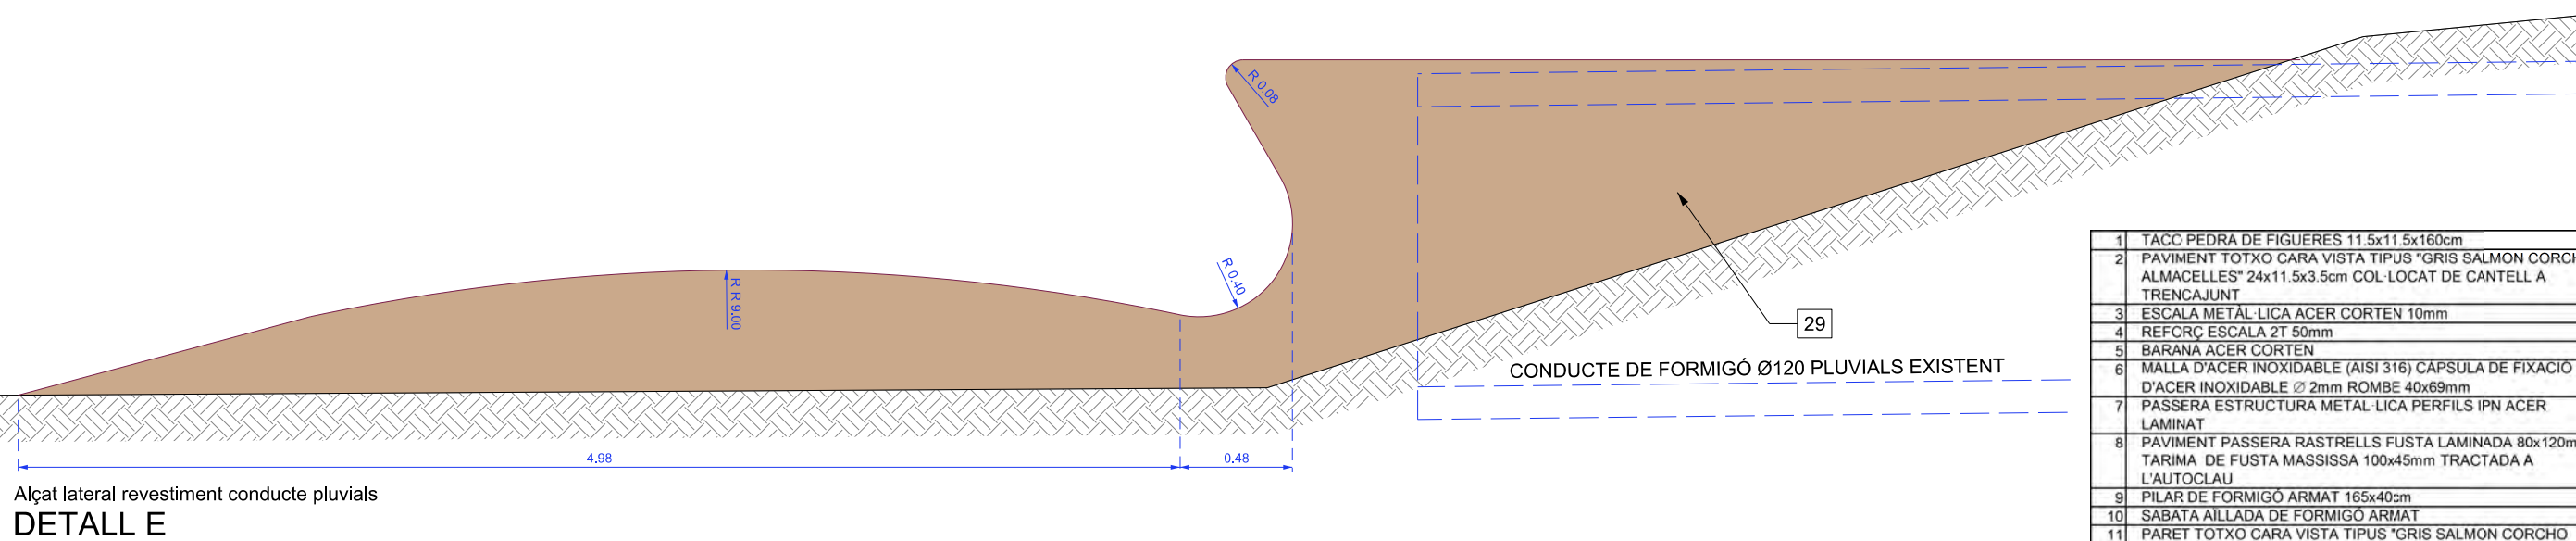 R 0.08
R R 9.00
R 0.40
29
CONDUCTE DE FORMIGÓ Ø120 PLUVIALS EXISTENT
4.98
0.48
Alçat lateral revestiment conducte pluvials
DETALL E
1 TACC PEDRA DE FIGUERES 11.5x11.5x160cm
2 PAVIMENT TOTXO CARA VISTA TIPUS "GRIS SALMON CORCH
ALMACELLES" 24x11.5x3.5cm COL·LOCAT DE CANTELL A
TRENCAJUNT
3 ESCALA METÀL·LICA ACER CORTEN 10mm
4 REFORÇ ESCALA 2T 50mm
5 BARANA ACER CORTEN
6 MALLA D'ACER INOXIDABLE (AISI 316) CAPSULA DE FIXACIÓ
D'ACER INOXIDABLE ∅ 2mm ROMBE 40x69mm
7 PASSERA ESTRUCTURA METAL·LICA PERFILS IPN ACER
LAMINAT
8 PAVIMENT PASSERA RASTRELLS FUSTA LAMINADA 80x120m
TARIMA DE FUSTA MASSISSA 100x45mm TRACTADA A
L'AUTOCLAU
9 PILAR DE FORMIGÓ ARMAT 165x40cm
10 SABATA AÏLLADA DE FORMIGÓ ARMAT
11 PARET TOTXO CARA VISTA TIPUS "GRIS SALMON CORCHO